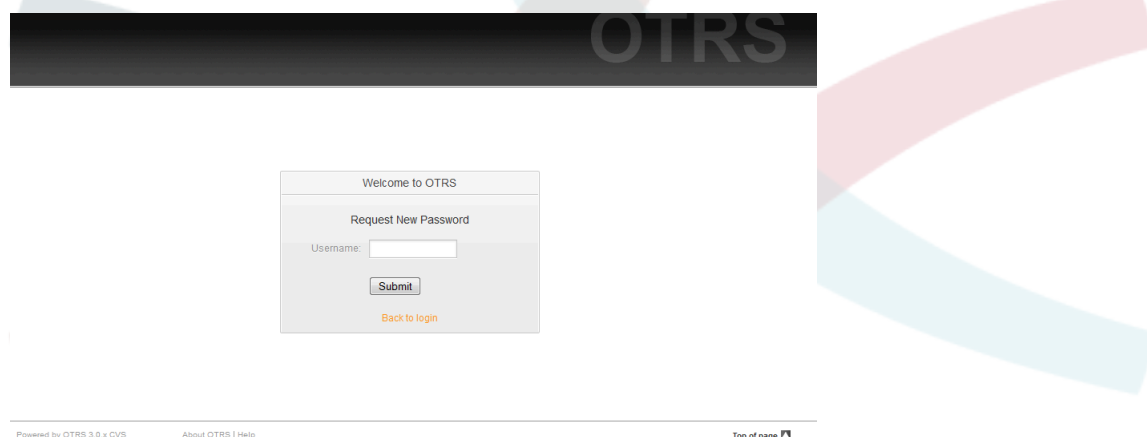 OTRS
Welcome to OTRS
Request New Password
Username:
Submit
Back to login
Powered by OTRS 3.0.x CVS About OTRS | Help Top of page